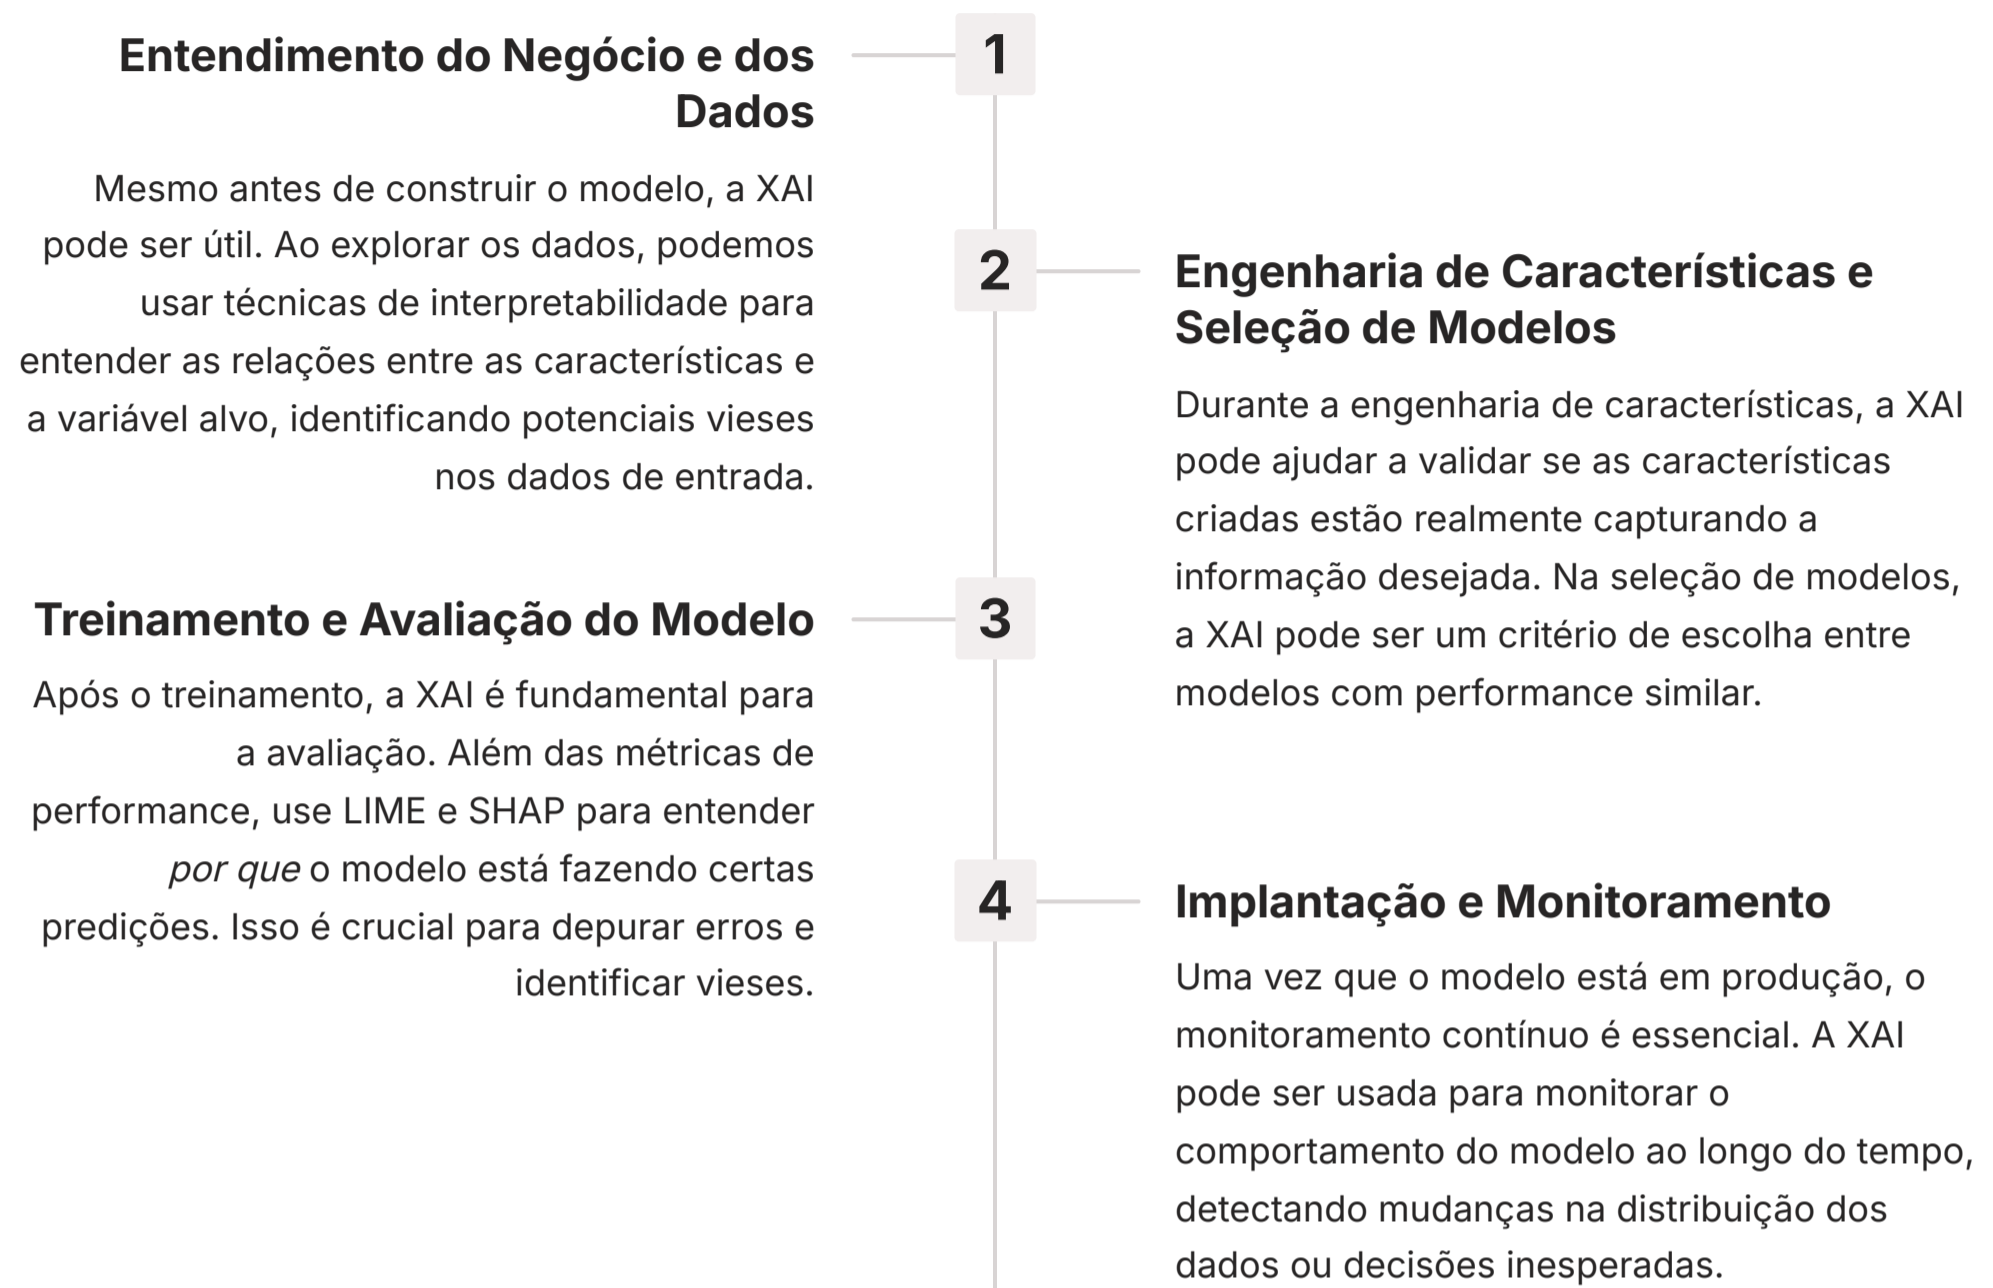 1
Entendimento do Negócio e dos
Dados
Mesmo antes de construir o modelo, a XAI
pode ser útil. Ao explorar os dados, podemos
usar técnicas de interpretabilidade para
entender as relações entre as características e
a variável alvo, identificando potenciais vieses
nos dados de entrada.
2
Engenharia de Características e
Seleção de Modelos
Durante a engenharia de características, a XAI
pode ajudar a validar se as características
criadas estão realmente capturando a
informação desejada. Na seleção de modelos,
a XAI pode ser um critério de escolha entre
modelos com performance similar.
3
Treinamento e Avaliação do Modelo
Após o treinamento, a XAI é fundamental para
a avaliação. Além das métricas de
performance, use LIME e SHAP para entender
por que o modelo está fazendo certas
predições. Isso é crucial para depurar erros e
identificar vieses.
4
Implantação e Monitoramento
Uma vez que o modelo está em produção, o
monitoramento contínuo é essencial. A XAI
pode ser usada para monitorar o
comportamento do modelo ao longo do tempo,
detectando mudanças na distribuição dos
dados ou decisões inesperadas.